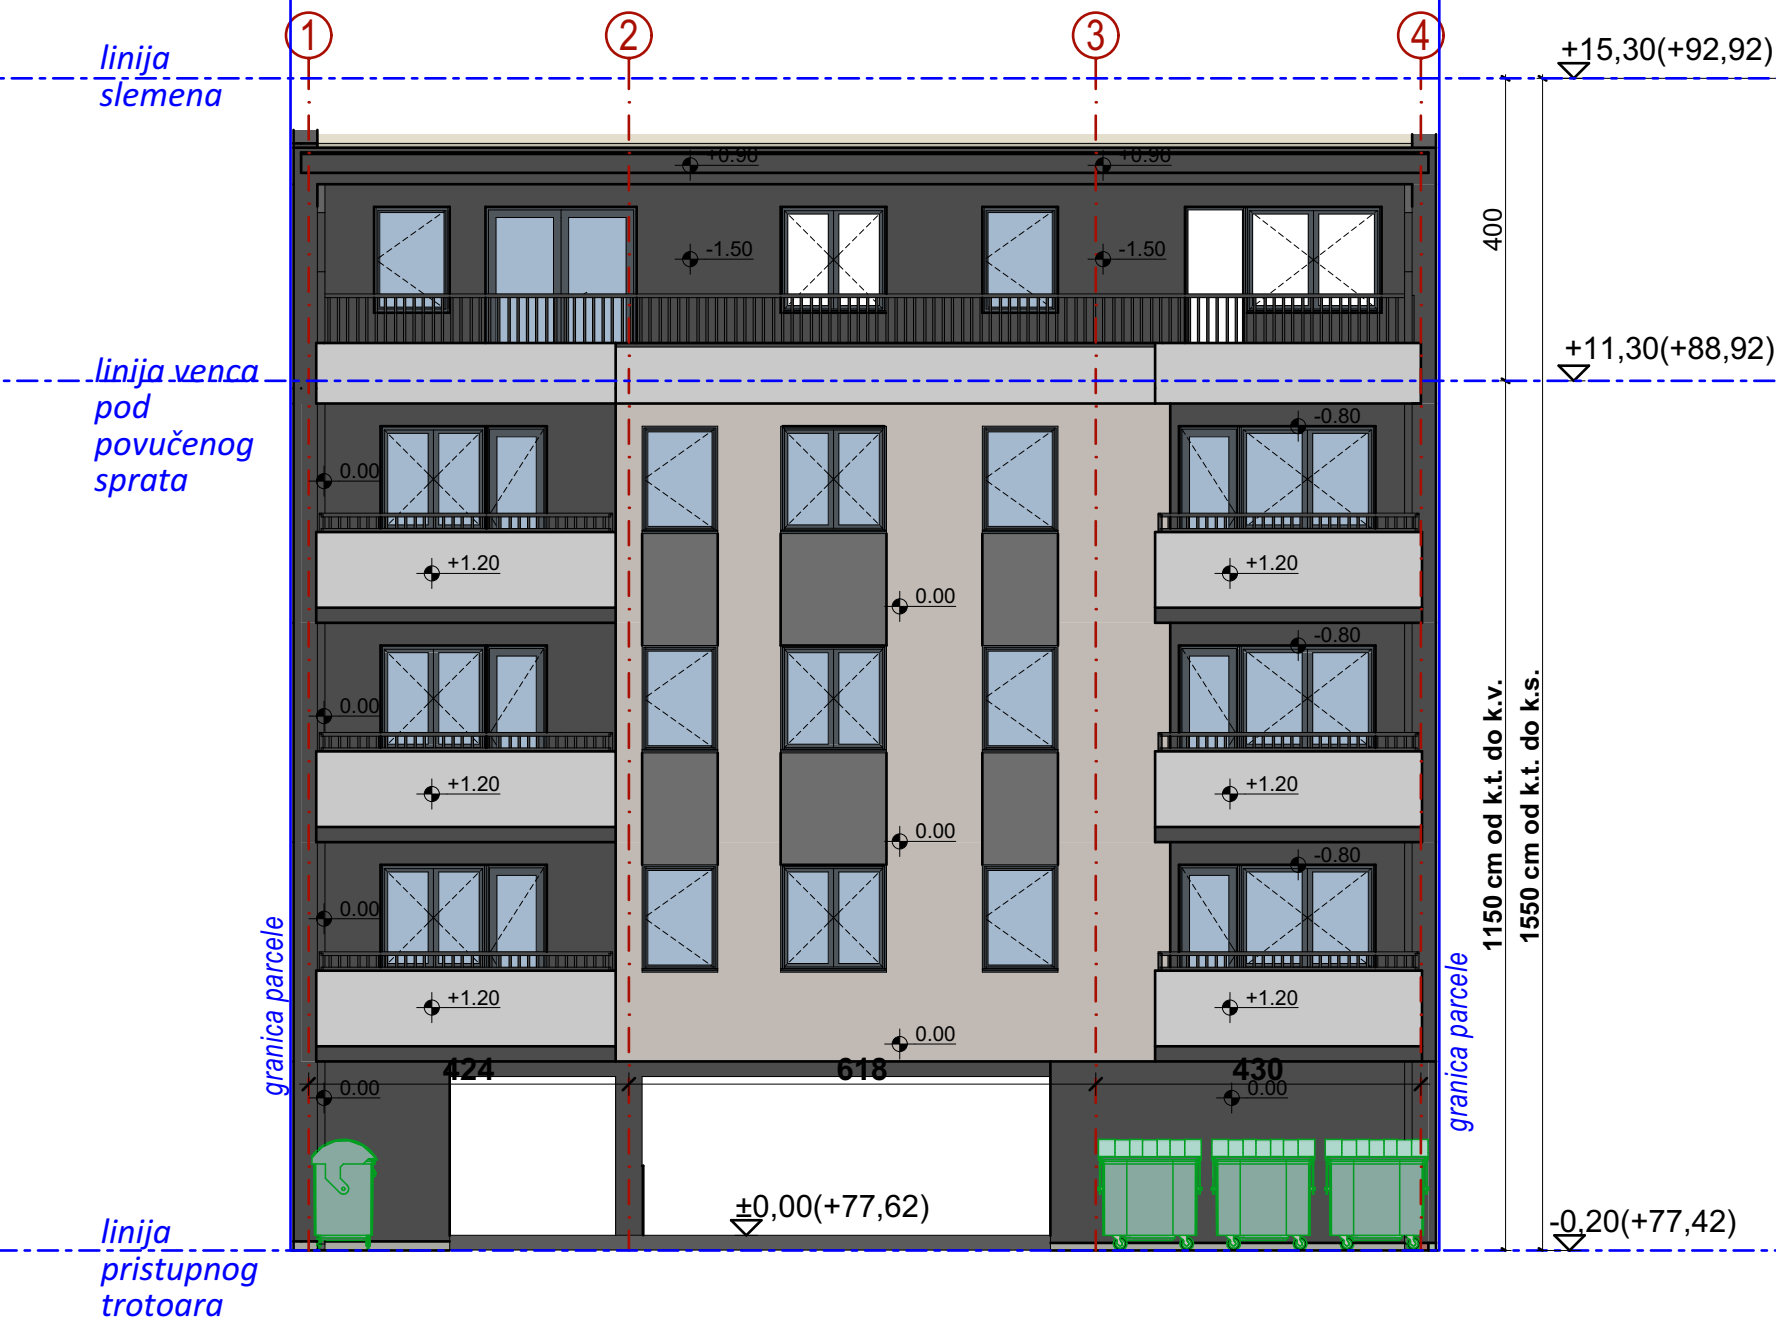 1
2
3
4
linija
slemena
+15,30(+92,92)
+0.98
+0.98
-1.50
-1.50
400
linija venca
pod
povučenog
sprata
+11,30(+88,92)
-0.80
0.00
+1.20
+1.20
0.00
-0.80
0.00
+1.20
+1.20
0.00
-0.80
0.00
+1.20
+1.20
0.00
1150 cm od k.t. do k.v.
1550 cm od k.t. do k.s.
granica parcele
granica parcele
424
618
430
0.00
0.00
±0,00(+77,62)
-0,20(+77,42)
linija
pristupnog
trotoara